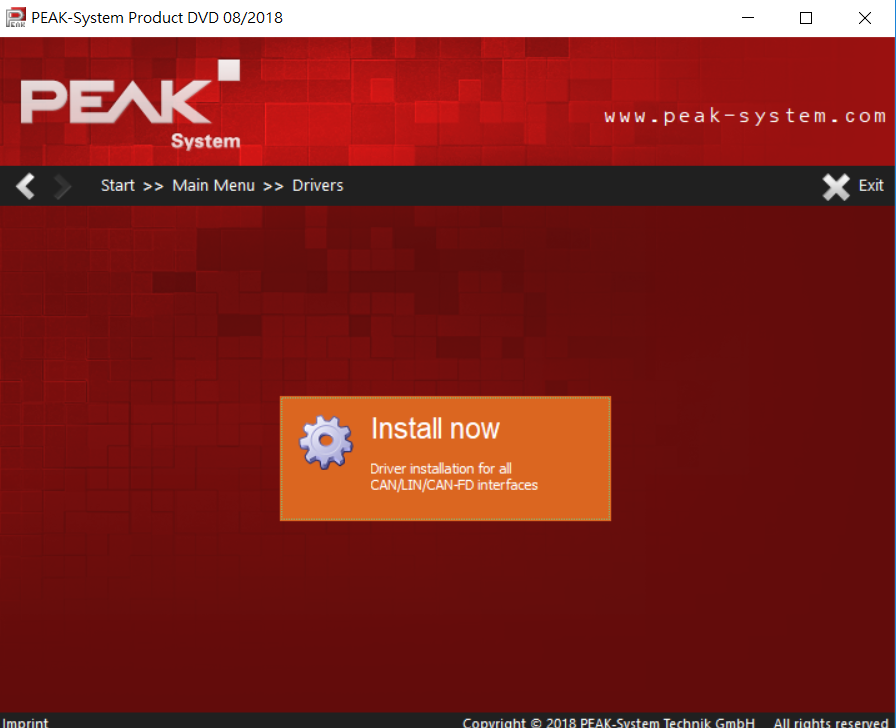 PEAK-System Product DVD 08/2018
PEAK
System
www.peak-system.com
Start >> Main Menu >> Drivers
Exit
Install now
Driver installation for all
CAN/LIN/CAN-FD interfaces
Imprint
Copyright © 2018 PEAK-System Technik GmbH All rights reserved